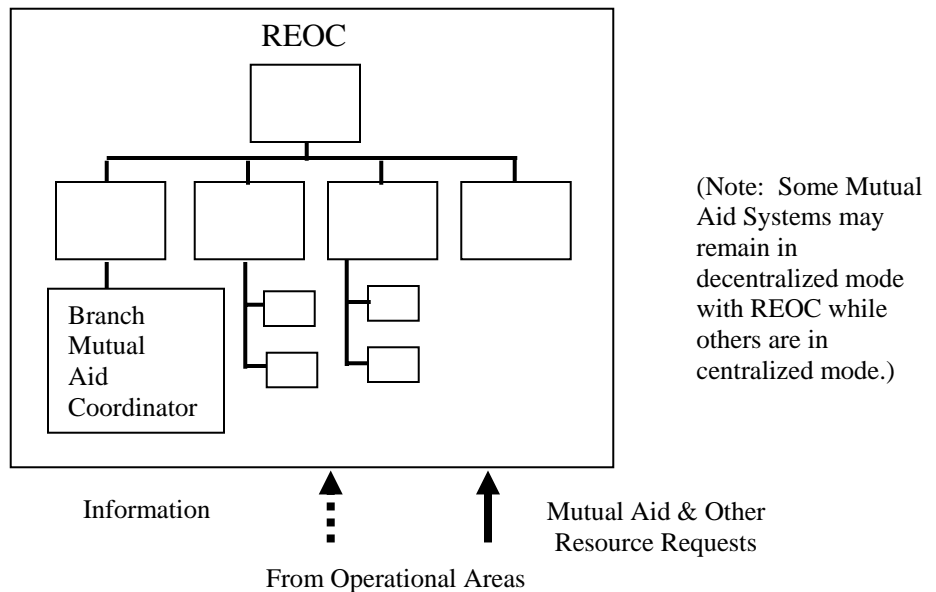 REOC
Branch
Mutual
Aid
Coordinator
(Note:  Some Mutual
Aid Systems may
remain in
decentralized mode
with REOC while
others are in
centralized mode.)
Information
Mutual Aid & Other
Resource Requests
From Operational Areas